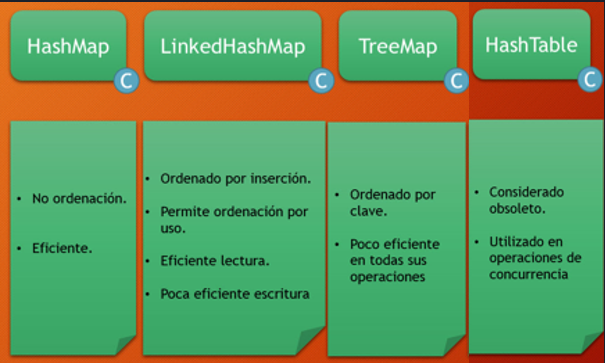 HashMap
C
LinkedHashMap
C
TreeMap
C
HashTable
C
• No ordenación.
• Eficiente.
• Ordenado por inserción.
• Permite ordenación por
uso.
• Eficiente lectura.
• Poca eficiente escritura
• Ordenado por
clave.
• Poco eficiente
en todas sus
operaciones
• Considerado
obsoleto.
• Utilizado en
operaciones de
concurrencia